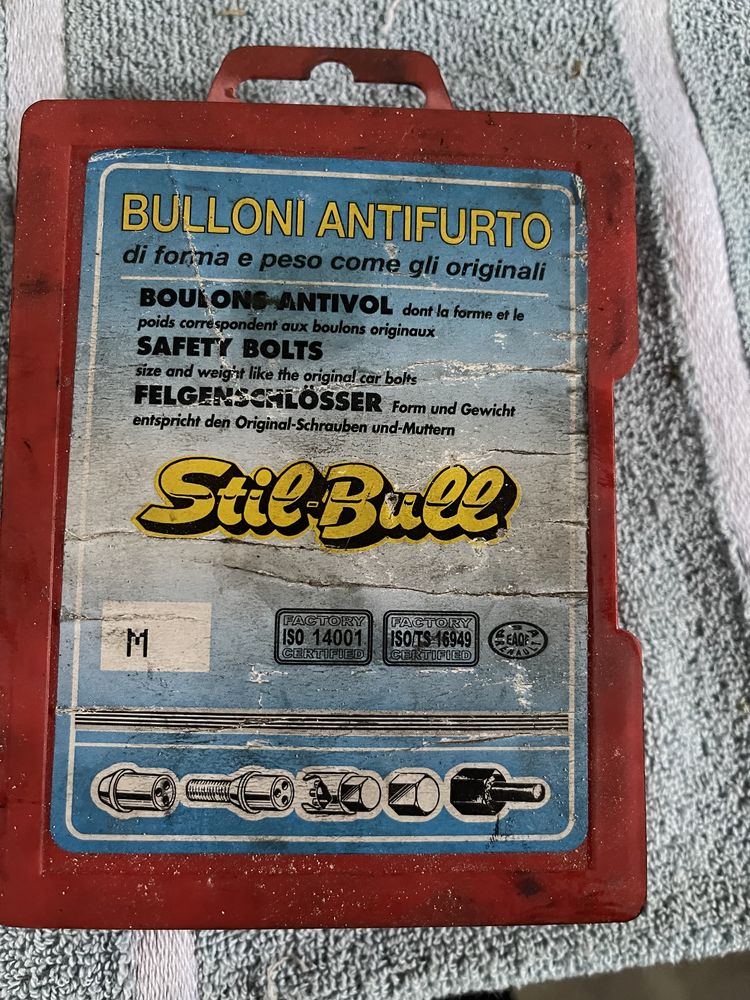 BULLONI ANTIFURTO
di forma e peso come gli originali
BOULONS ANTIVOL dont la forme et le
poids correspondent aux boulons originaux
SAFETY BOLTS
size and weight like the original car bolts
FELGENSCHLÖSSER Form und Gewicht
entspricht den Original-Schrauben und-Muttern
Stil-Bull
M
FACTORY
ISO 14001
CERTIFIED
FACTORY
ISO/TS 16949
CERTIFIED
EAQF